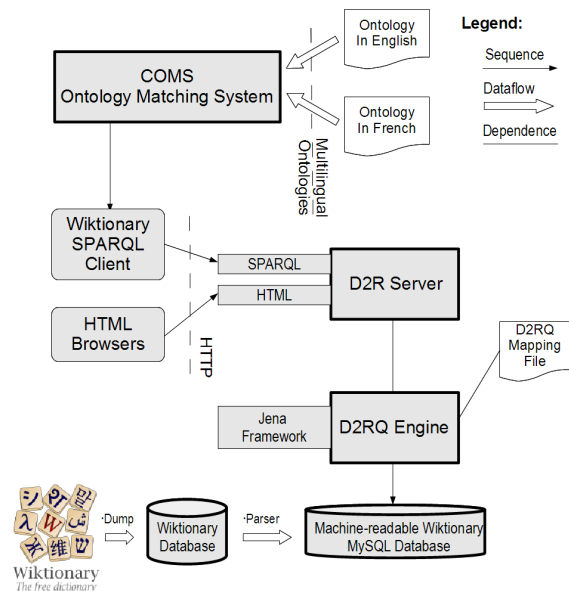 Ontology
In English
Legend:
Sequence
Dataflow
Dependence
COMS
Ontology Matching System
Ontology
In French
Multilingual
Ontologies
Wiktionary
SPARQL
Client
SPARQL
HTML
D2R Server
HTML
Browsers
HTTP
D2RQ
Mapping
File
Jena
Framework
D2RQ Engine
·Dump
Wiktionary
Database
·Parser
Machine-readable Wiktionary
MySQL Database
シ
λ
W
维
ש
Wiktionary
The free dictionary